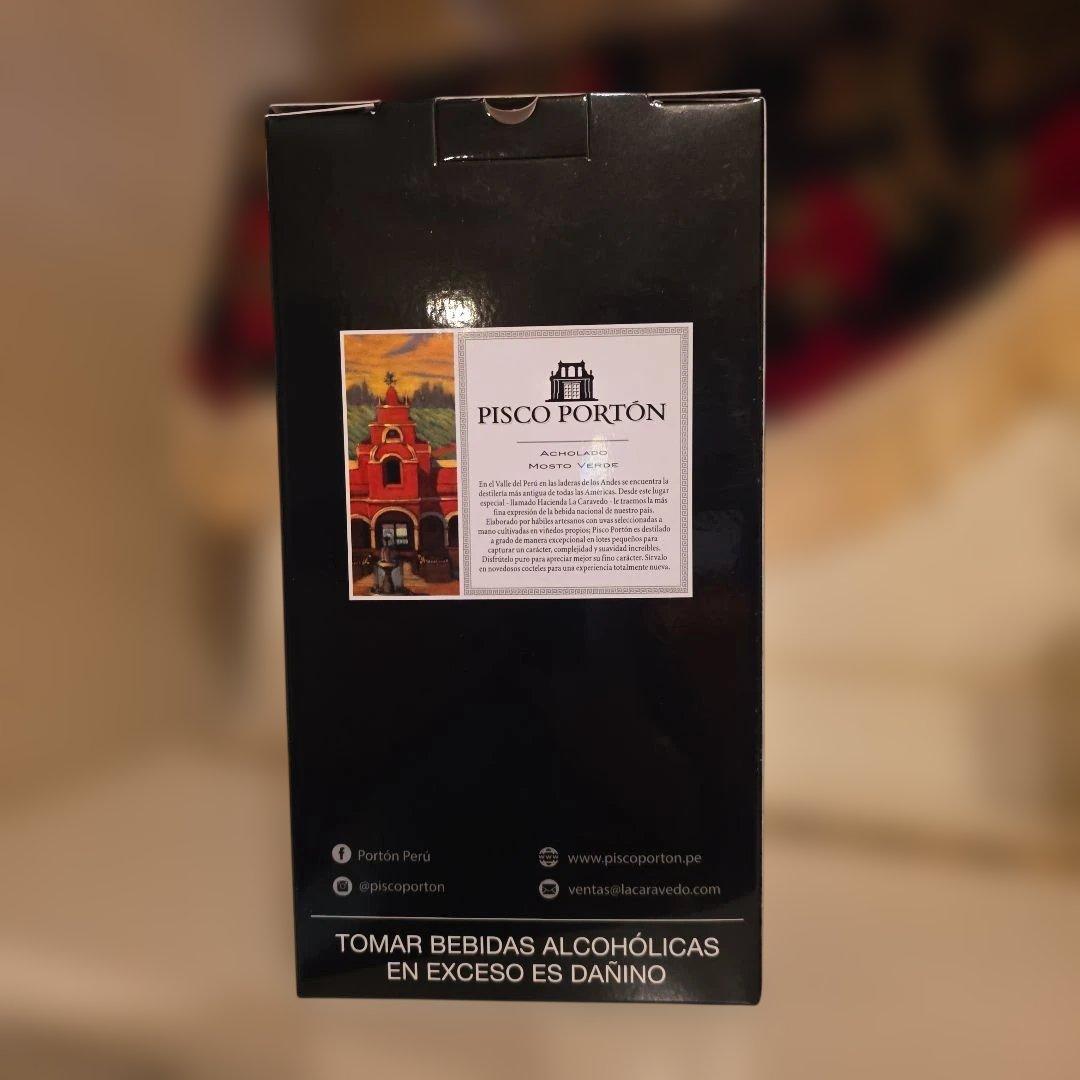 PISCO PORTÓN
ACHOLADO
MOSTO VERDE
En el Valle del Perú en las laderas de los Andes se encuentra la
destilería más antigua de todas las Américas. Desde este lugar
especial - llamado Hacienda La Caravedo - le traemos la más
fina expresión de la bebida nacional de nuestro país.
Elaborado por hábiles artesanos con uvas seleccionadas a
mano cultivadas en viñedos propios; Pisco Portón es destilado
a grado de manera excepcional en lotes pequeños para
capturar un carácter, complejidad y suavidad increíbles.
Disfrútelo puro para apreciar mejor su fino carácter. Sírvalo
en novedosos cocteles para una experiencia totalmente nueva.
f Portón Perú
www www.piscoporton.pe
@piscoporton
ventas@lacaravedo.com
TOMAR BEBIDAS ALCOHÓLICAS
EN EXCESO ES DAÑINO